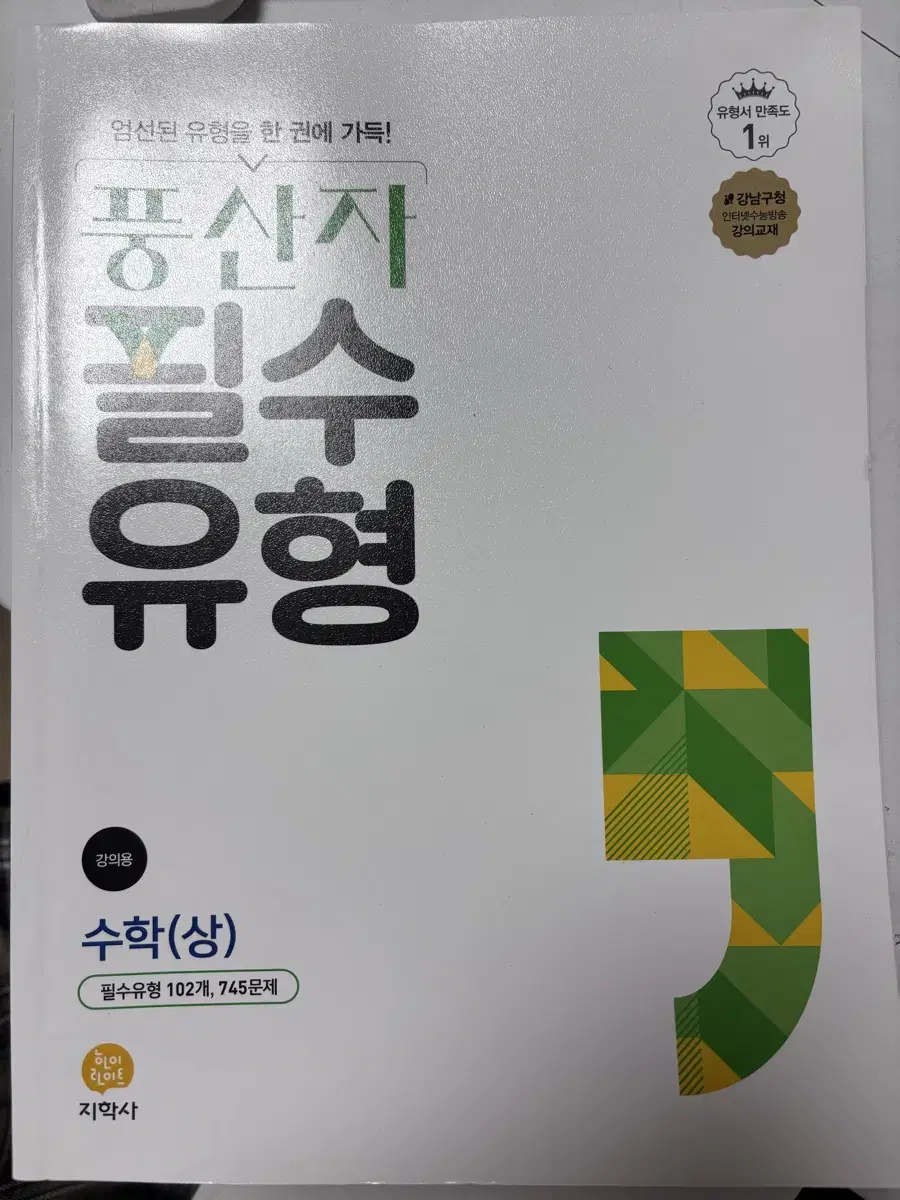 엄선된 유형을 한 권에 가득!
풍산자
필수
유형
유형서 만족도
1위
강남구청
인터넷수능방송
강의교재
강의용
수학(상)
필수유형 102개, 745문제
하이
라이트
지학사